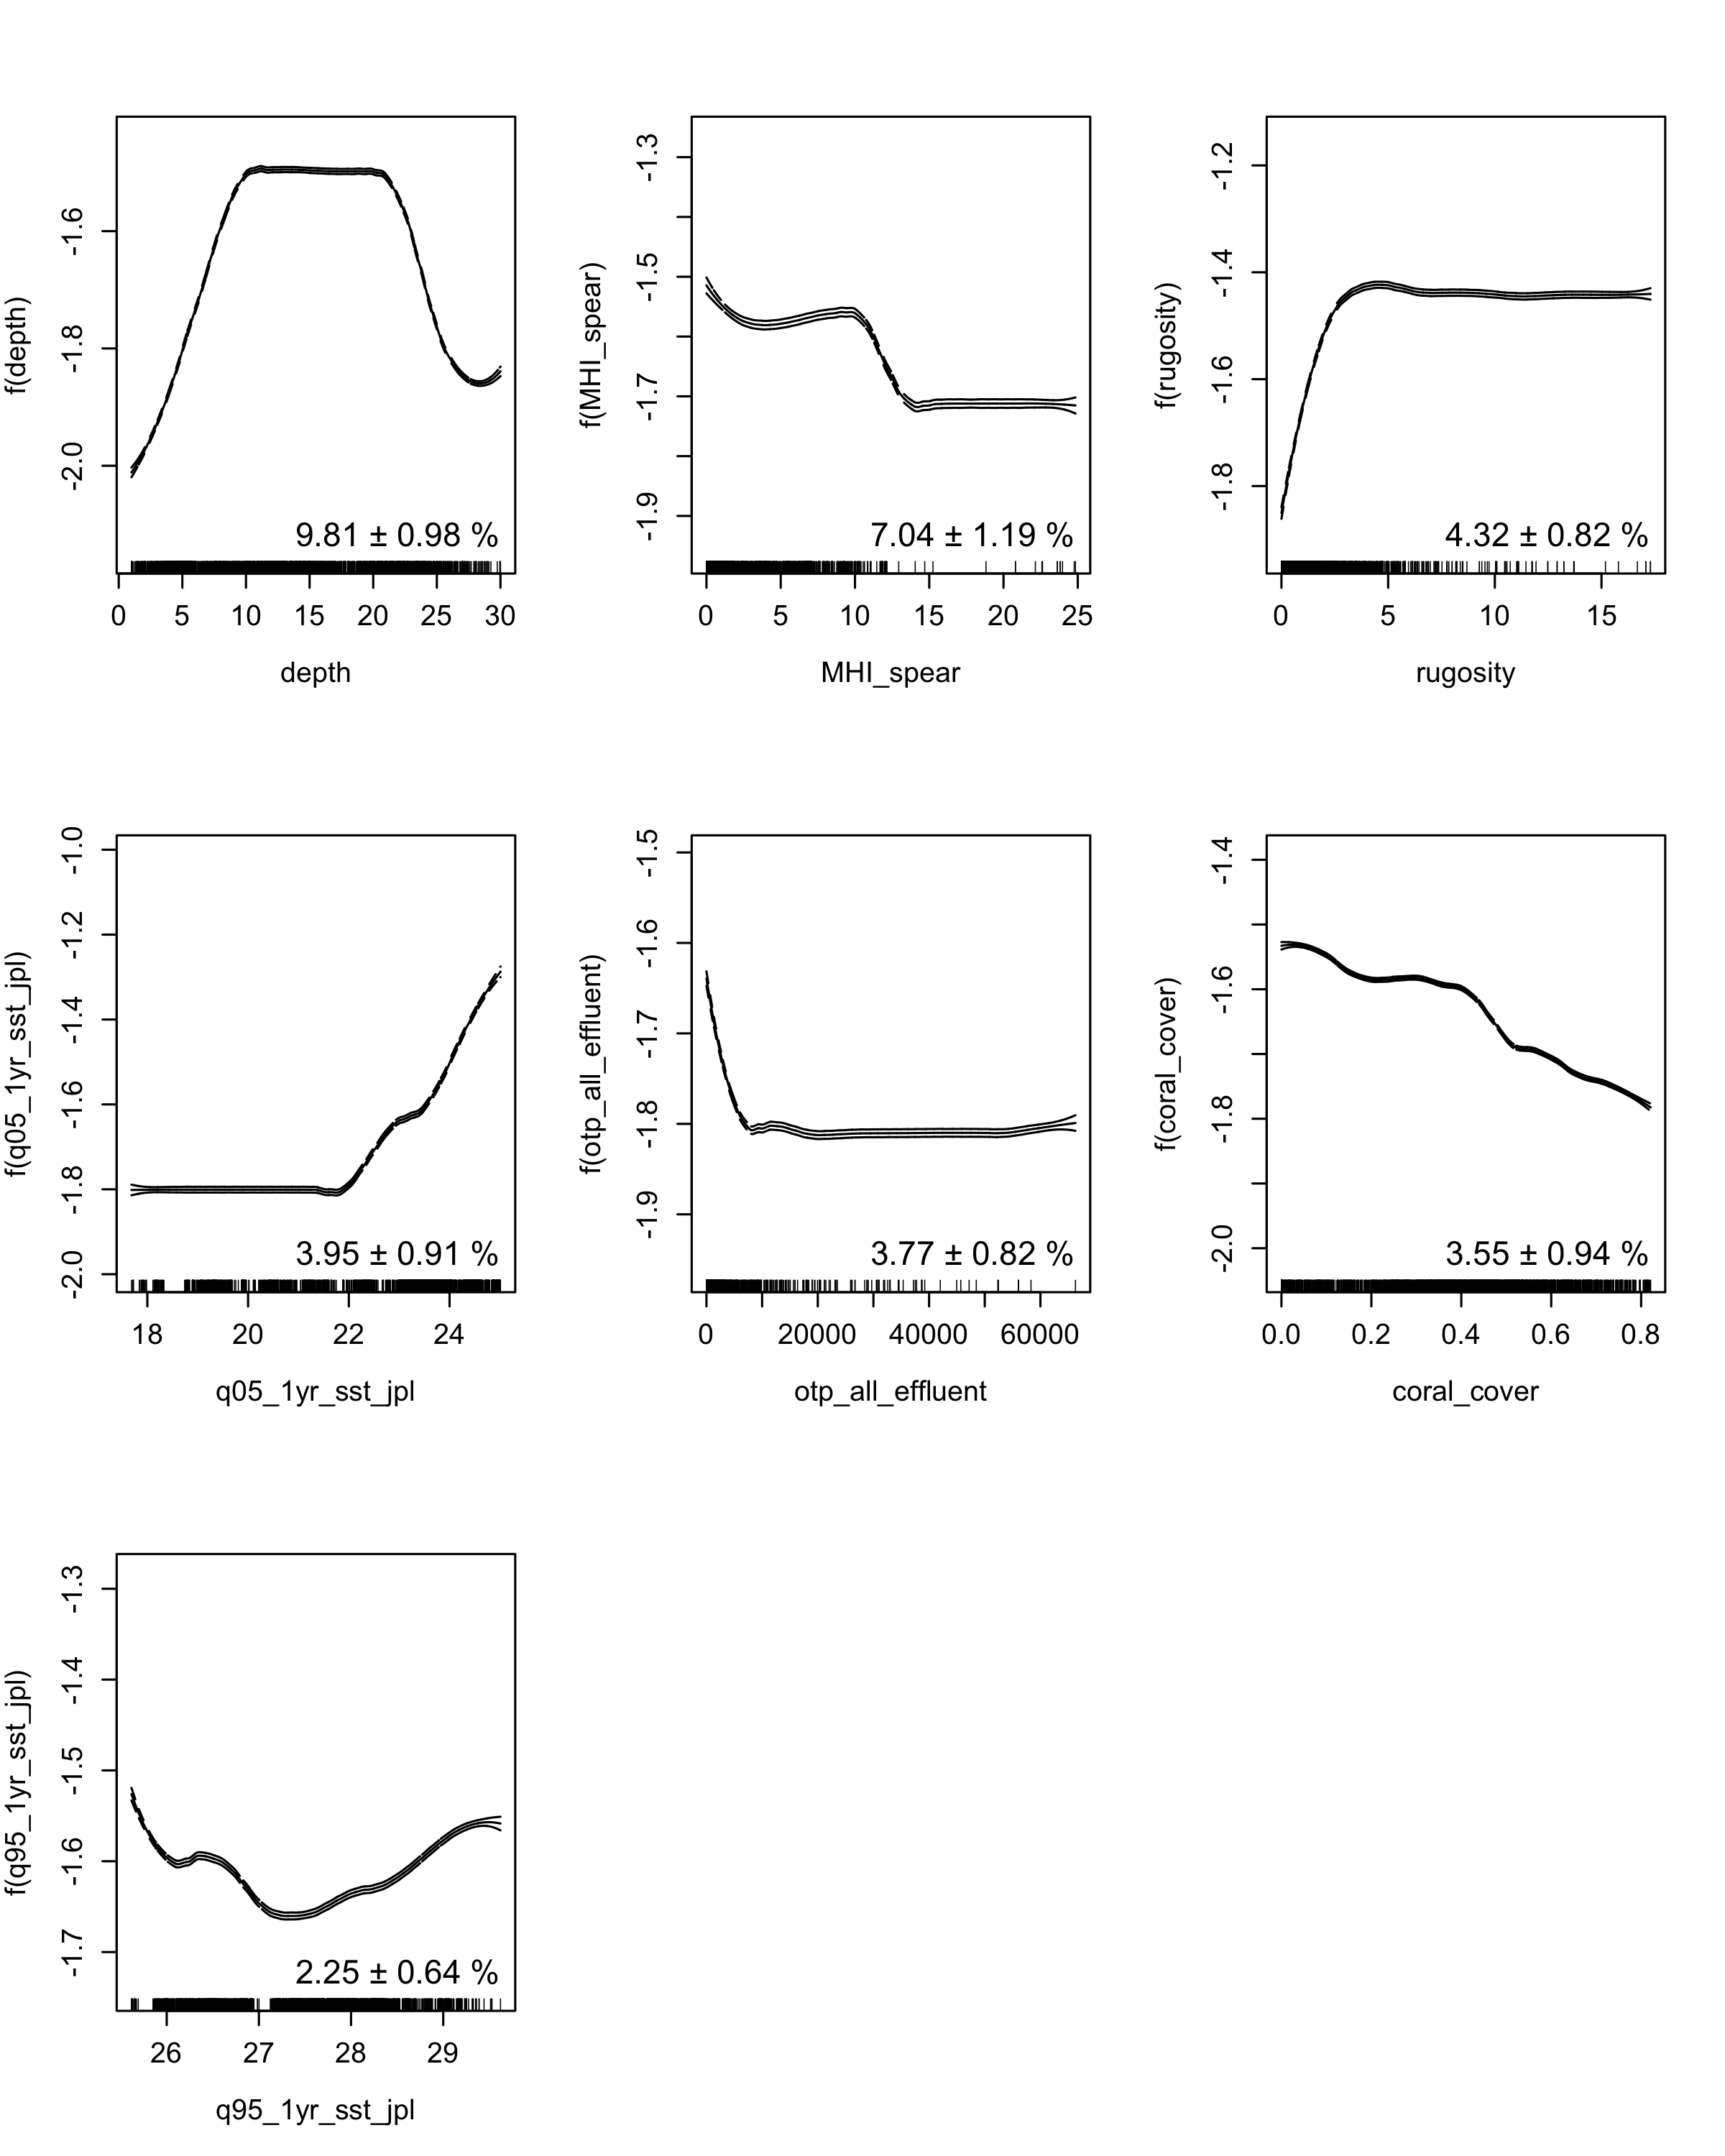 f(depth)
-1.6
-1.8
-2.0
9.81 ± 0.98 %
0 5 10 15 20 25 30
depth
f(MHI_spear)
-1.3
-1.5
-1.7
-1.9
7.04 ± 1.19 %
0 5 10 15 20 25
MHI_spear
f(rugosity)
-1.2
-1.4
-1.6
-1.8
4.32 ± 0.82 %
0 5 10 15
rugosity
f(q05_1yr_sst_jpl)
-1.0
-1.2
-1.4
-1.6
-1.8
-2.0
3.95 ± 0.91 %
18 20 22 24
q05_1yr_sst_jpl
f(otp_all_effluent)
-1.5
-1.6
-1.7
-1.8
-1.9
3.77 ± 0.82 %
0 20000 40000 60000
otp_all_effluent
f(coral_cover)
-1.4
-1.6
-1.8
-2.0
3.55 ± 0.94 %
0.0 0.2 0.4 0.6 0.8
coral_cover
f(q95_1yr_sst_jpl)
-1.3
-1.4
-1.5
-1.6
-1.7
2.25 ± 0.64 %
26 27 28 29
q95_1yr_sst_jpl